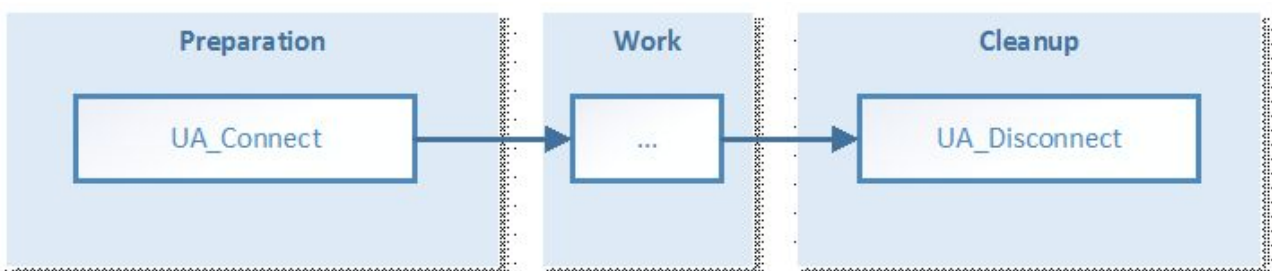 Preparation
Work
Cleanup
UA_Connect
...
UA_Disconnect